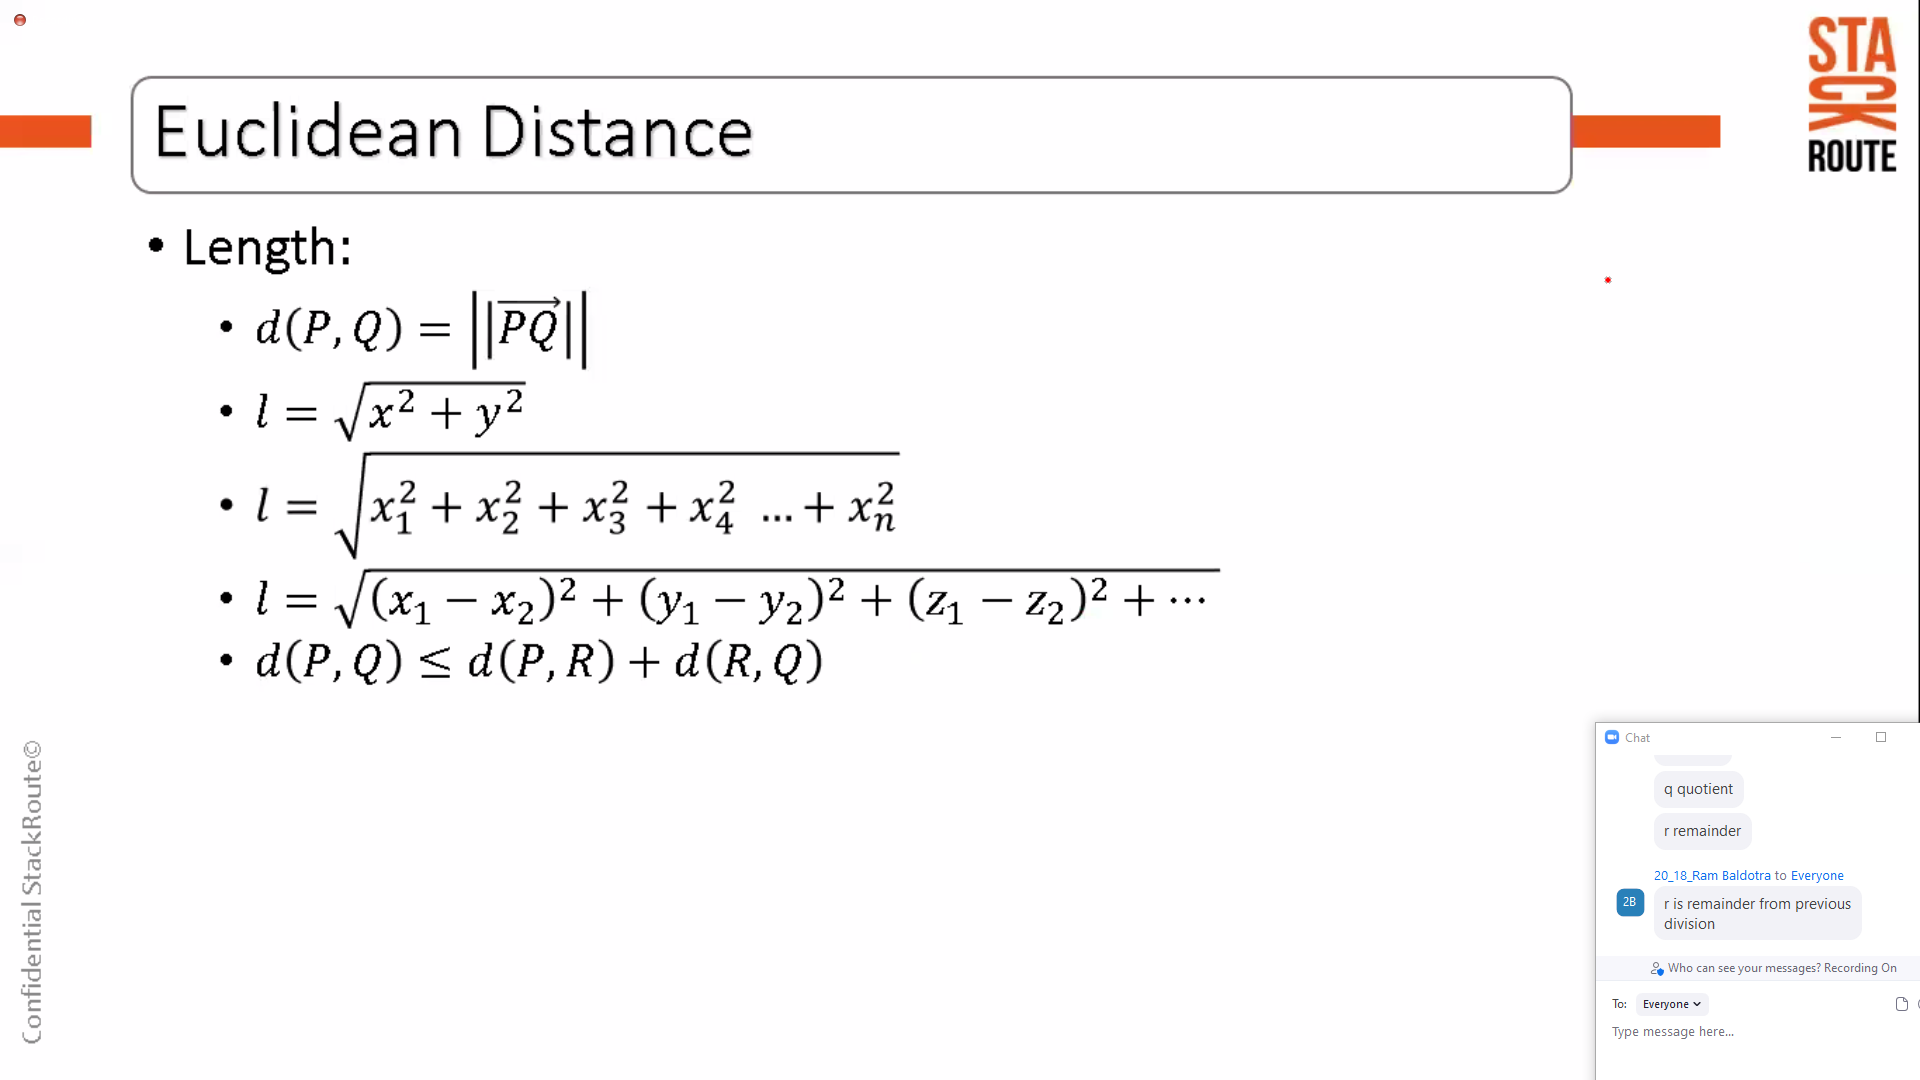 STA
CK
ROUTE
Euclidean Distance
• Length:
• d(P, Q) = ||\overrightarrow{PQ}||
• l = √(x² + y²)
• l = √(x₁² + x₂² + x₃² + x₄² … + xₙ²)
• l = √((x₁ − x₂)² + (y₁ − y₂)² + (z₁ − z₂)² + ⋯)
• d(P, Q) ≤ d(P, R) + d(R, Q)
Confidential StackRoute©
Chat
q quotient
r remainder
20_18_Ram Baldotra to Everyone
2B
r is remainder from previous
division
Who can see your messages? Recording On
To: Everyone
Type message here...